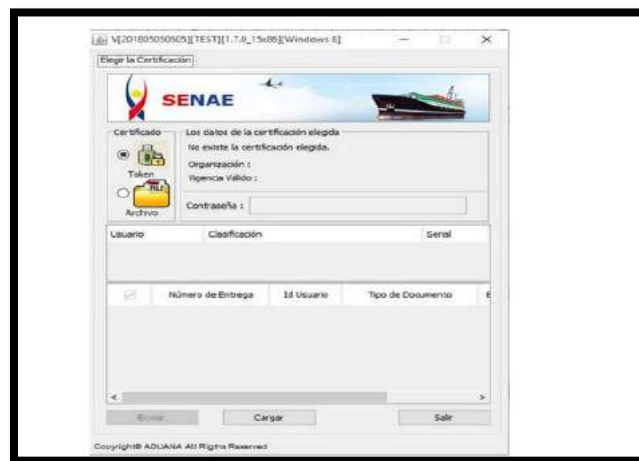 V[201805050505][TEST][1.7.0_15x86][Windows 8]
Elegir la Certificación
SENAE
Certificado
Token
Archivo
Los datos de la certificación elegida
No existe la certificación elegida.
Organización :
Vigencia Válido :
Contraseña :
Usuario Clasificación Serial
Número de Entrega Id Usuario Tipo de Documento E
Enviar Cargar Salir
Copyright® ADUANA All Rigths Reserved